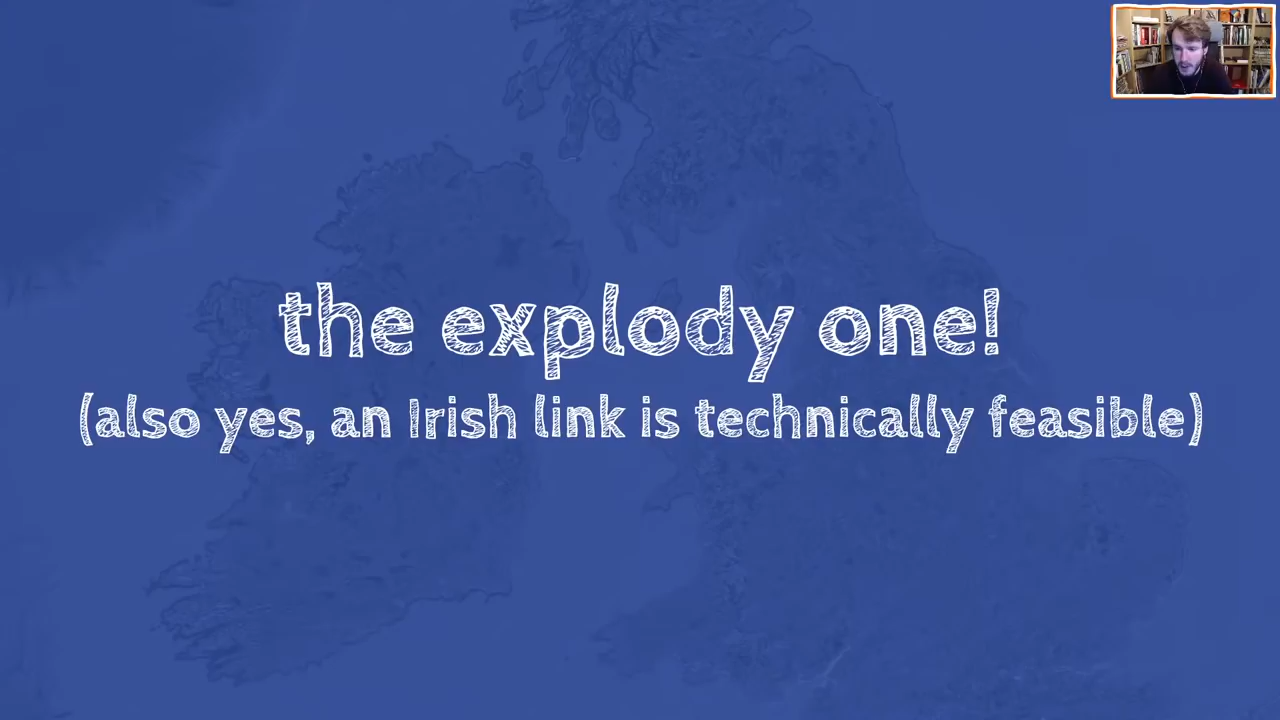 the explody one!
(also yes, an Irish link is technically feasible)